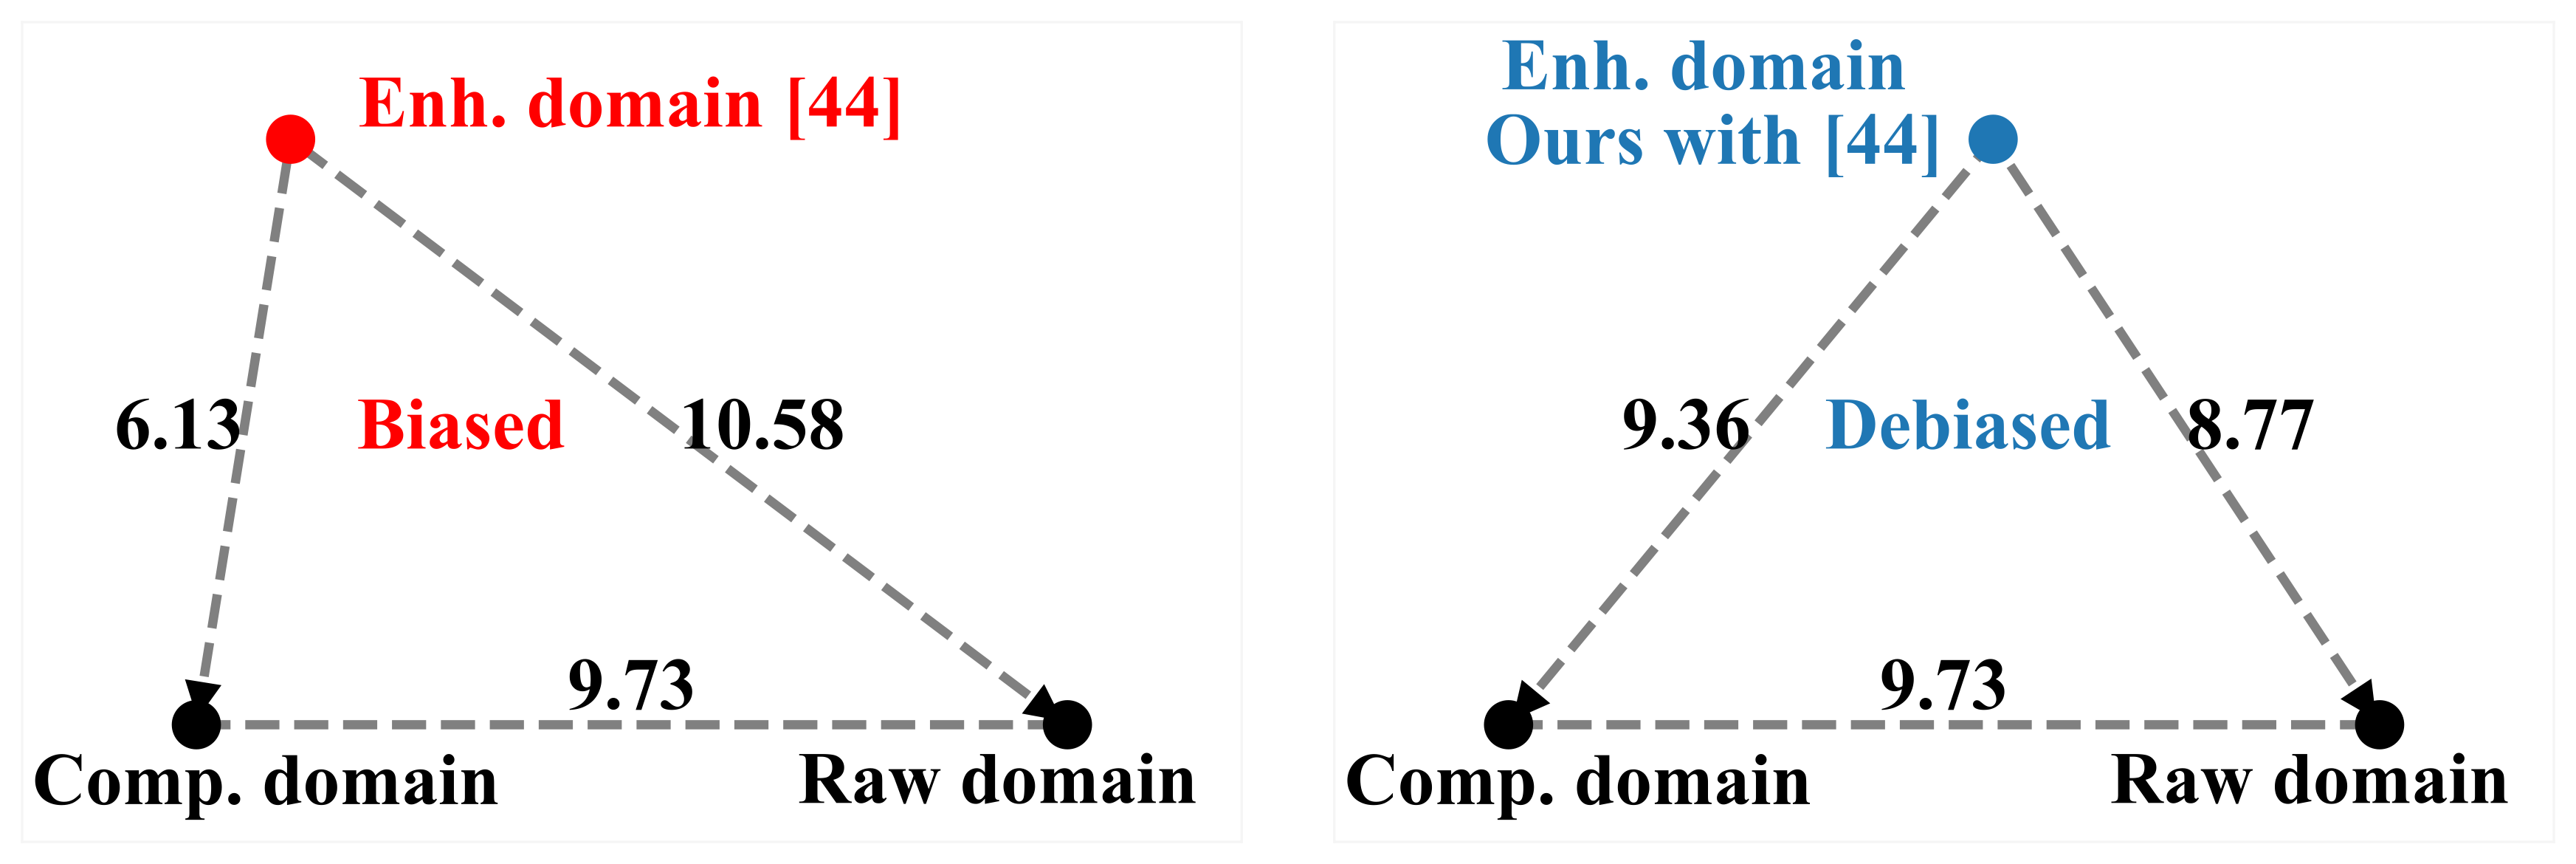 Enh. domain [44]
6.13
Biased
10.58
9.73
Comp. domain
Raw domain
Enh. domain
Ours with [44]
9.36
Debiased
8.77
9.73
Comp. domain
Raw domain